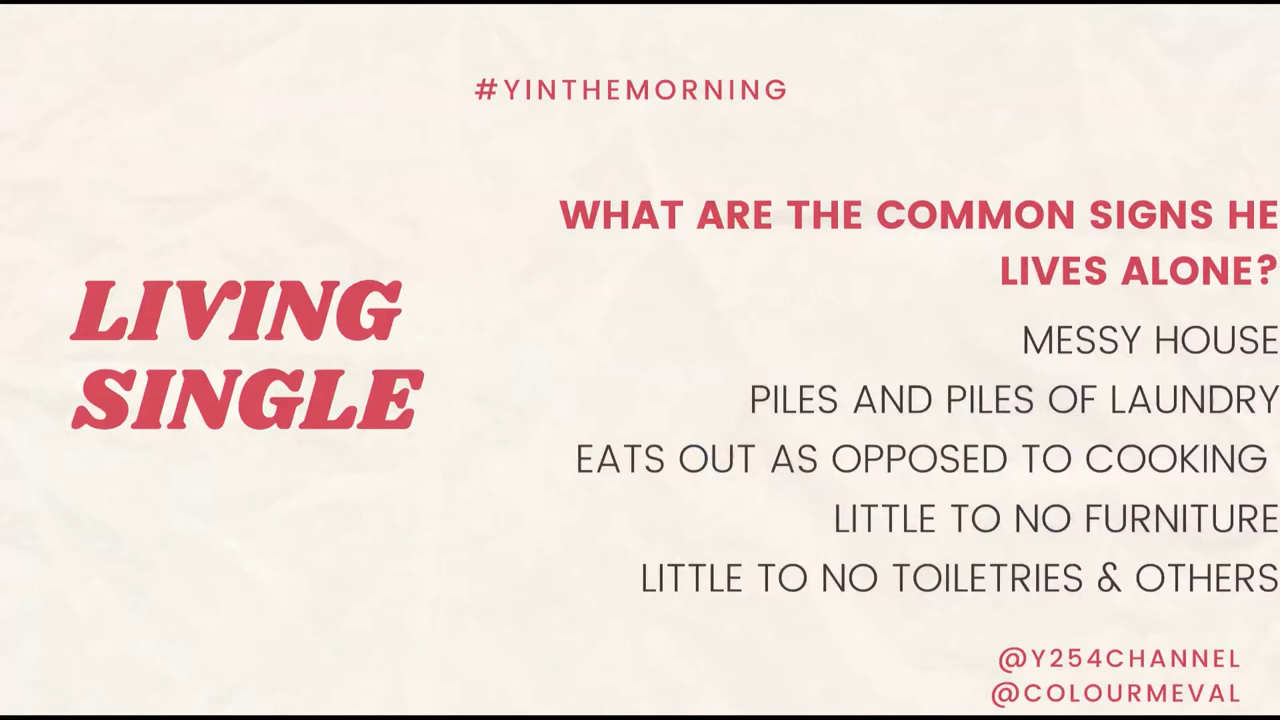 #YINTHEMORNING
LIVING
SINGLE
WHAT ARE THE COMMON SIGNS HE
LIVES ALONE?
MESSY HOUSE
PILES AND PILES OF LAUNDRY
EATS OUT AS OPPOSED TO COOKING
LITTLE TO NO FURNITURE
LITTLE TO NO TOILETRIES & OTHERS
@Y254CHANNEL
@COLOURMEVAL